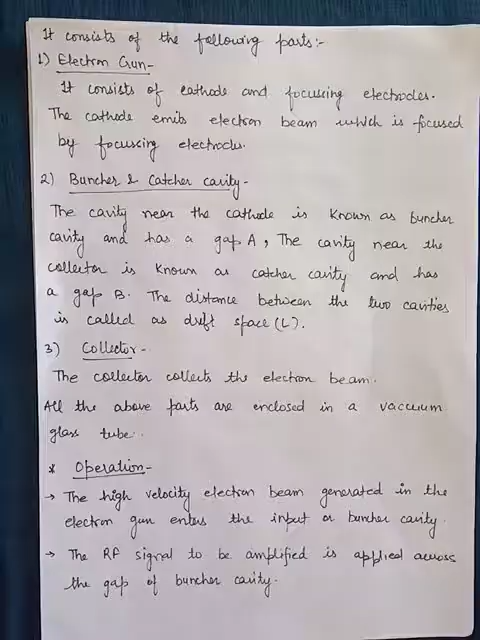 It consists of the following parts:-
1) Electron Gun-
It consists of cathode and focussing electrodes.
The cathode emits electron beam which is focused
by focussing electrodes.
2) Buncher & Catcher cavity-
The cavity near the cathode is known as buncher
cavity and has a gap A, The cavity near the
collector is known as catcher cavity and has
a gap B. The distance between the two cavities
is called as drift space (L).
3) Collector-
The collector collects the electron beam.
All the above parts are enclosed in a vaccuum
glass tube.
* Operation-
→ The high velocity electron beam generated in the
electron gun enters the input or buncher cavity.
→ The RF signal to be amplified is applied across
the gap of buncher cavity.